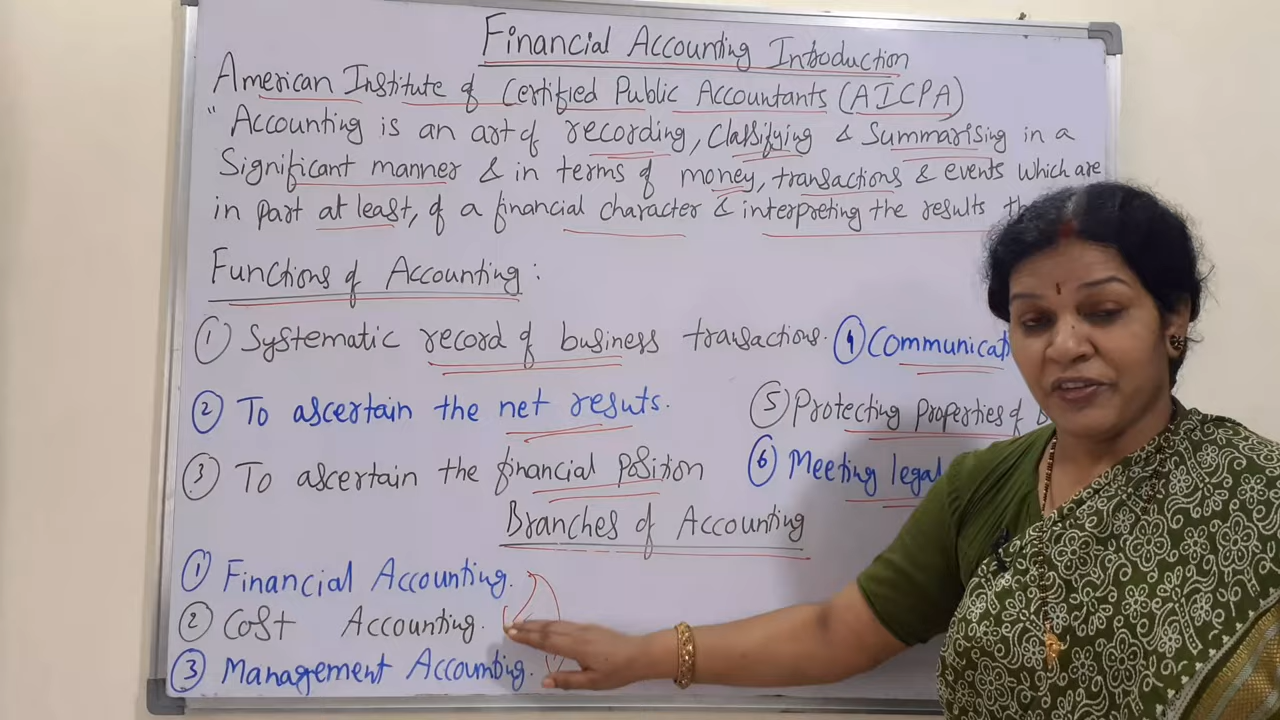 Financial Accounting Introduction
American Institute of Certified Public Accountants (AICPA)
"Accounting is an art of recording, Classifying & Summarising in a
Significant manner & in terms of money, transactions & events which are
in part at least, of a financial character & interpreting the results
Functions of Accounting:
① Systematic record of business transactions. ④ Communicati
② To ascertain the net resuts. ⑤ Protecting Properties of
③ To ascertain the financial position ⑥ Meeting legal
Branches of Accounting
① Financial Accounting.
② Cost Accounting.
③ Management Accounting.